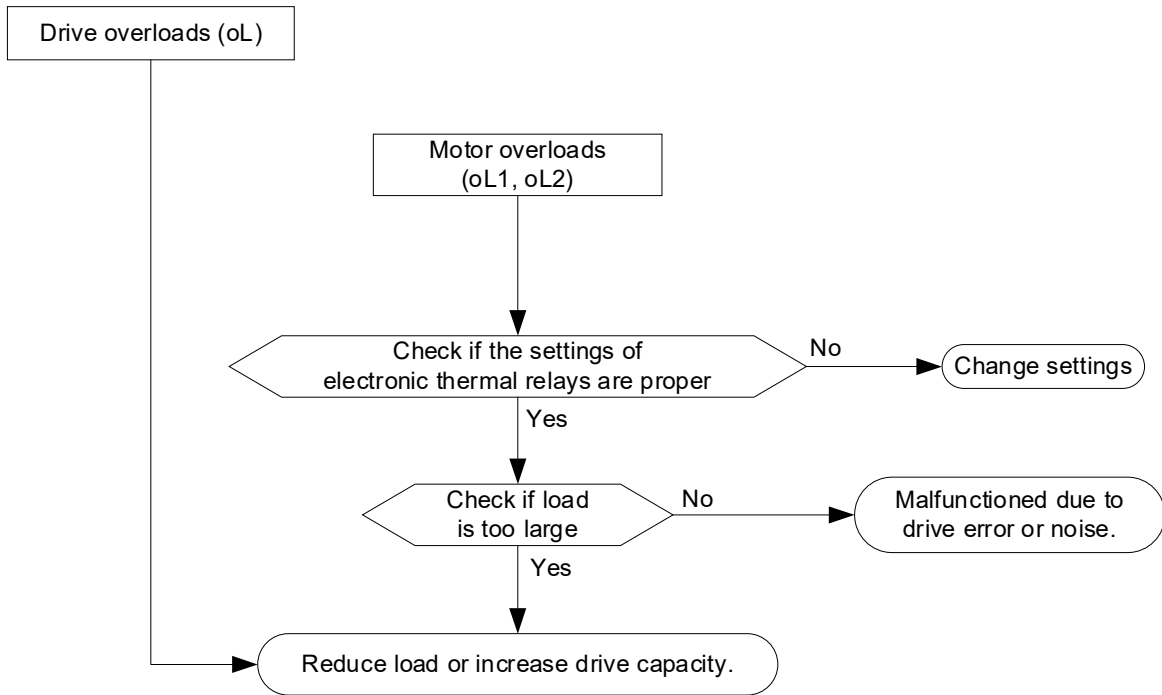 Drive overloads (oL)
Motor overloads
(oL1, oL2)
Check if the settings of
electronic thermal relays are proper
No
Change settings
Yes
Check if load
is too large
No
Malfunctioned due to
drive error or noise.
Yes
Reduce load or increase drive capacity.